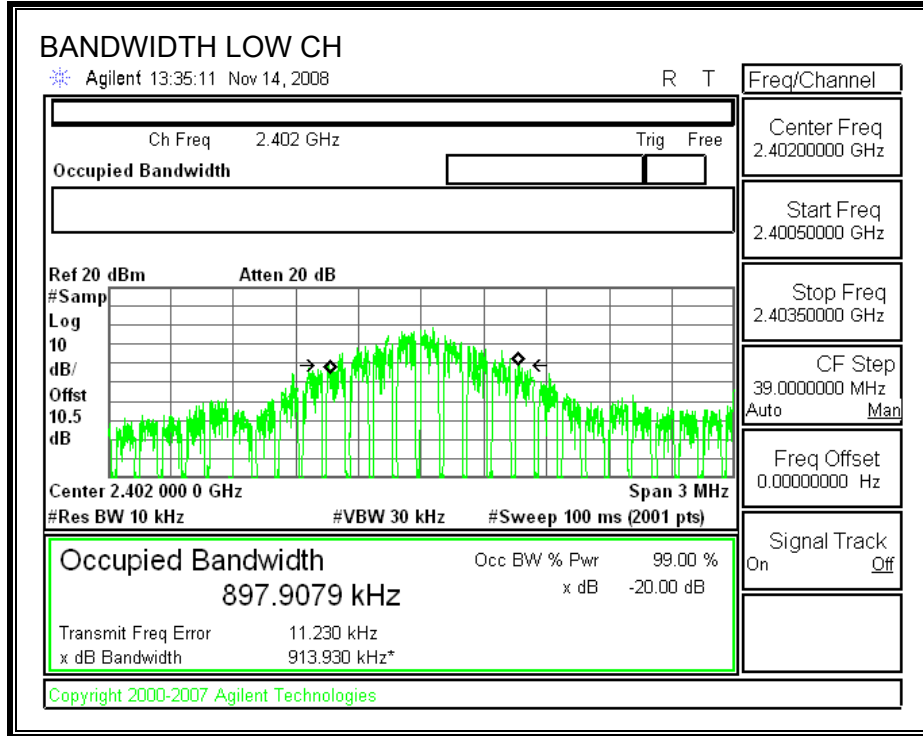 BANDWIDTH LOW CH
Agilent 13:35:11 Nov 14, 2008 R T
Freq/Channel
Ch Freq 2.402 GHz Trig Free
Occupied Bandwidth
Center Freq
2.40200000 GHz
Start Freq
2.40050000 GHz
Stop Freq
2.40350000 GHz
CF Step
39.0000000 MHz
Auto Man
Freq Offset
0.00000000 Hz
Signal Track
On Off
Ref 20 dBm Atten 20 dB
#Samp
Log
10
dB/
Offst
10.5
dB
Center 2.402 000 0 GHz Span 3 MHz
#Res BW 10 kHz #VBW 30 kHz #Sweep 100 ms (2001 pts)
Occupied Bandwidth Occ BW % Pwr 99.00 %
897.9079 kHz x dB -20.00 dB
Transmit Freq Error 11.230 kHz
x dB Bandwidth 913.930 kHz*
Copyright 2000-2007 Agilent Technologies